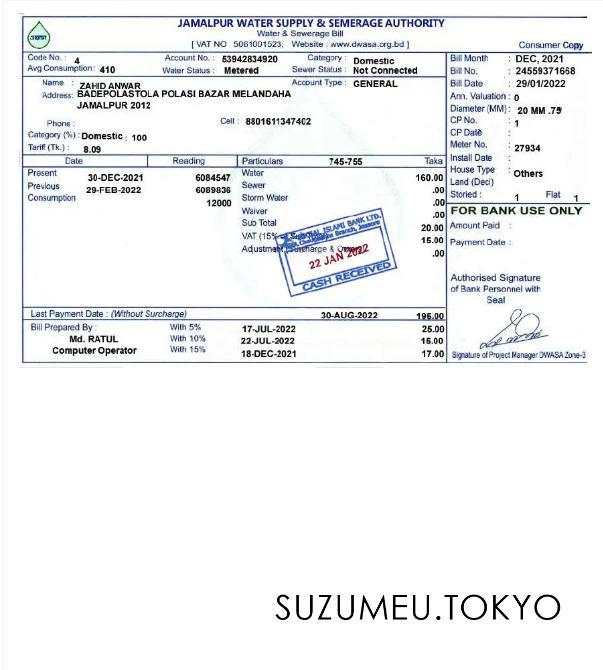 JAMALPUR WATER SUPPLY & SEMERAGE AUTHORITY
Water & Sewerage Bill
[ VAT NO 5061001523; Website : www.dwasa.org.bd ]
Consumer Copy
Code No. : 4 Account No. : 53942834920 Category : Domestic
Avg Consumption: 410 Water Status : Metered Sewer Status : Not Connected
Name : ZAHID ANWAR Account Type : GENERAL
Address: BADEPOLASTOLA POLASI BAZAR MELANDAHA
JAMALPUR 2012
Phone : Cell : 8801611347402
Category (%) : Domestic : 100
Tariff (Tk.) : 8.09
Bill Month : DEC, 2021
Bill No. : 24559371668
Bill Date : 29/01/2022
Ann. Valuation : 0
Diameter (MM): 20 MM .75
CP No. : 1
CP Date :
Meter No. : 27934
Install Date :
House Type : Others
Land (Deci)
Storied : 1 Flat 1
Date Reading Particulars 745-755 Taka
Present 30-DEC-2021 6084547 Water 160.00
Previous 29-FEB-2022 6089836 Sewer .00
Consumption 12000 Storm Water .00
Waiver .00
Sub Total 20.00
VAT (15% of Sub 15.00
Adjustment (Surcharge & .00
ISLAMI BANK LTD.
Branch, Jessore
22 JAN 2022
CASH RECEIVED
FOR BANK USE ONLY
Amount Paid :
Payment Date :
Authorised Signature
of Bank Personnel with
Seal
Signature of Project Manager DWASA Zone-3
Last Payment Date : (Without Surcharge) 30-AUG-2022 195.00
Bill Prepared By : With 5% 17-JUL-2022 25.00
Md. RATUL With 10% 22-JUL-2022 15.00
Computer Operator With 15% 18-DEC-2021 17.00
SUZUMEU.TOKYO